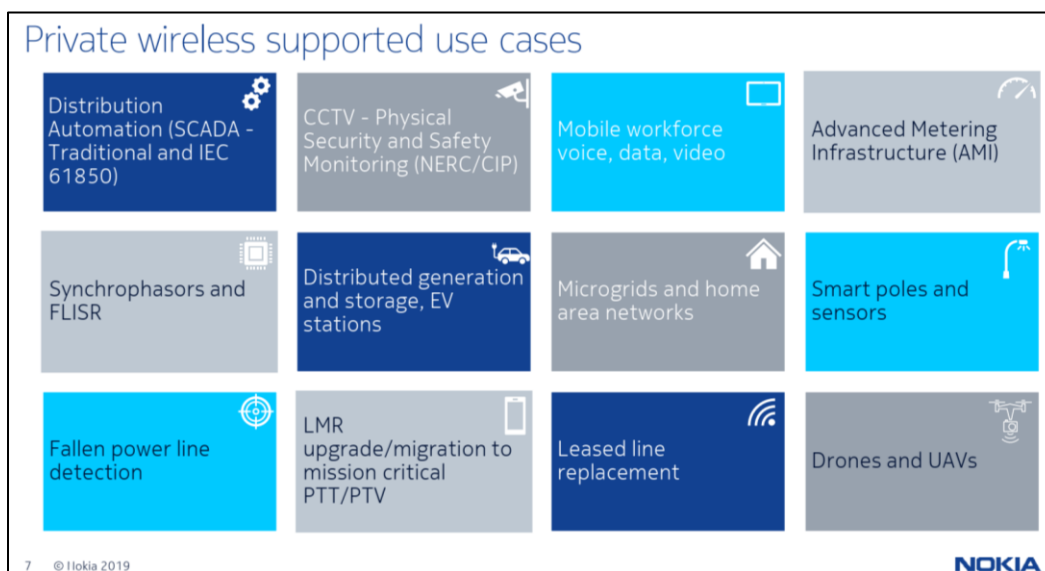 Private wireless supported use cases
Distribution
Automation (SCADA -
Traditional and IEC
61850)
CCTV - Physical
Security and Safety
Monitoring (NERC/CIP)
Mobile workforce
voice, data, video
Advanced Metering
Infrastructure (AMI)
Synchrophasors and
FLISR
Distributed generation
and storage, EV
stations
Microgrids and home
area networks
Smart poles and
sensors
Fallen power line
detection
LMR
upgrade/migration to
mission critical
PTT/PTV
Leased line
replacement
Drones and UAVs
7 © Nokia 2019
NOKIA